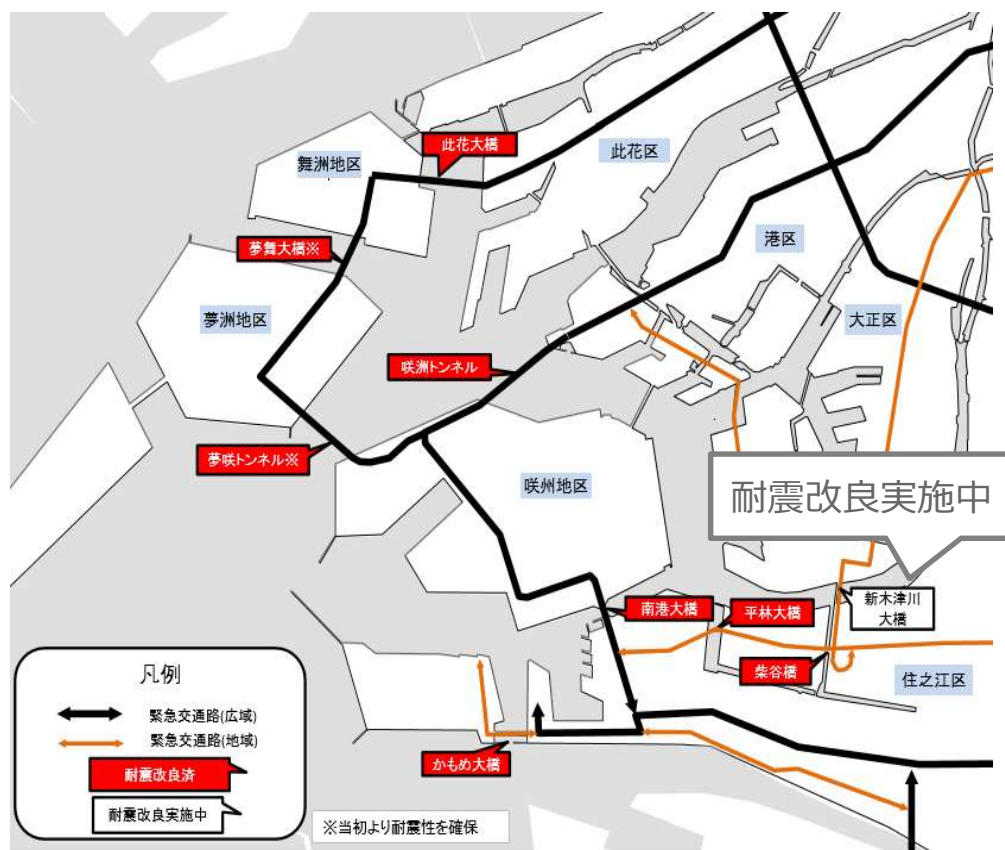 此花大橋
此花区
舞洲地区
港区
夢舞大橋※
夢洲地区
大正区
咲洲トンネル
夢咲トンネル※
咲州地区
耐震改良実施中
新木津川
大橋
南港大橋
平林大橋
柴谷橋
住之江区
かもめ大橋
凡例
緊急交通路(広域)
緊急交通路(地域)
耐震改良済
耐震改良実施中
※当初より耐震性を確保